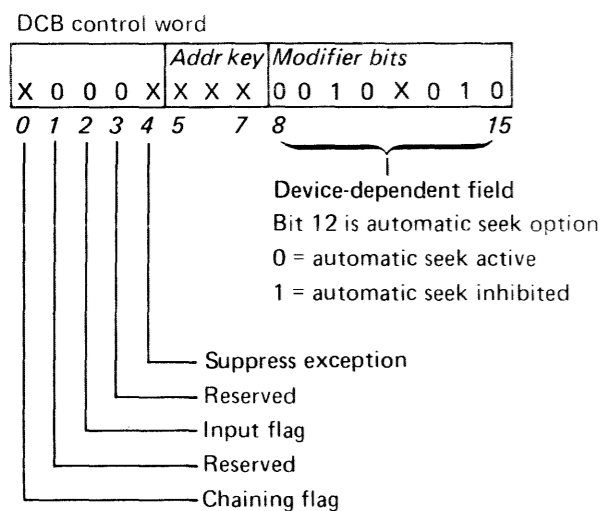 DCB control word
Addr key Modifier bits
X 0 0 0 X X X X 0 0 1 0 X 0 1 0
0 1 2 3 4 5 7 8 15
Device-dependent field
Bit 12 is automatic seek option
0 = automatic seek active
1 = automatic seek inhibited
Suppress exception
Reserved
Input flag
Reserved
Chaining flag